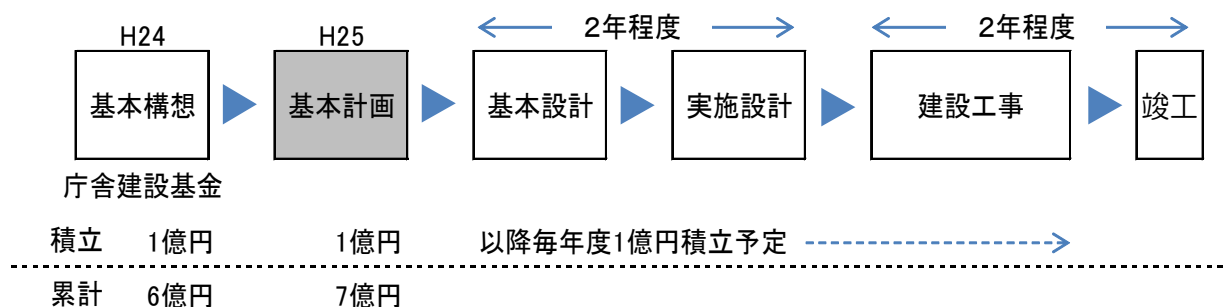 H24 H25 2年程度 2年程度
基本構想 基本計画 基本設計 実施設計 建設工事 竣工
庁舎建設基金
積立 1億円 1億円 以降毎年度1億円積立予定
累計 6億円 7億円